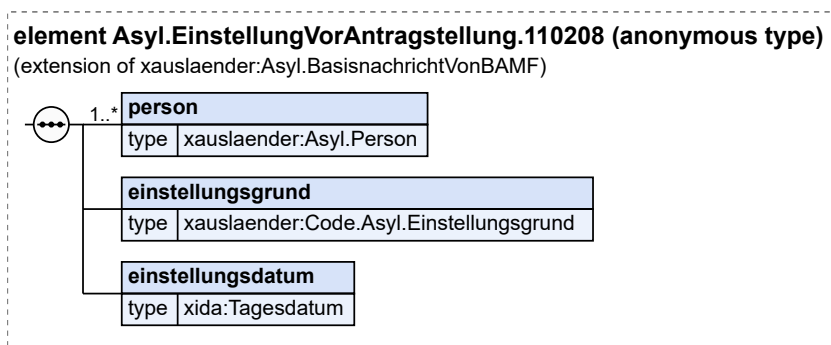 element Asyl.EinstellungVorAntragstellung.110208 (anonymous type)
(extension of xauslaender:Asyl.BasisnachrichtVonBAMF)
1..* person
type xauslaender:Asyl.Person
einstellungsgrund
type xauslaender:Code.Asyl.Einstellungsgrund
einstellungsdatum
type xida:Tagesdatum